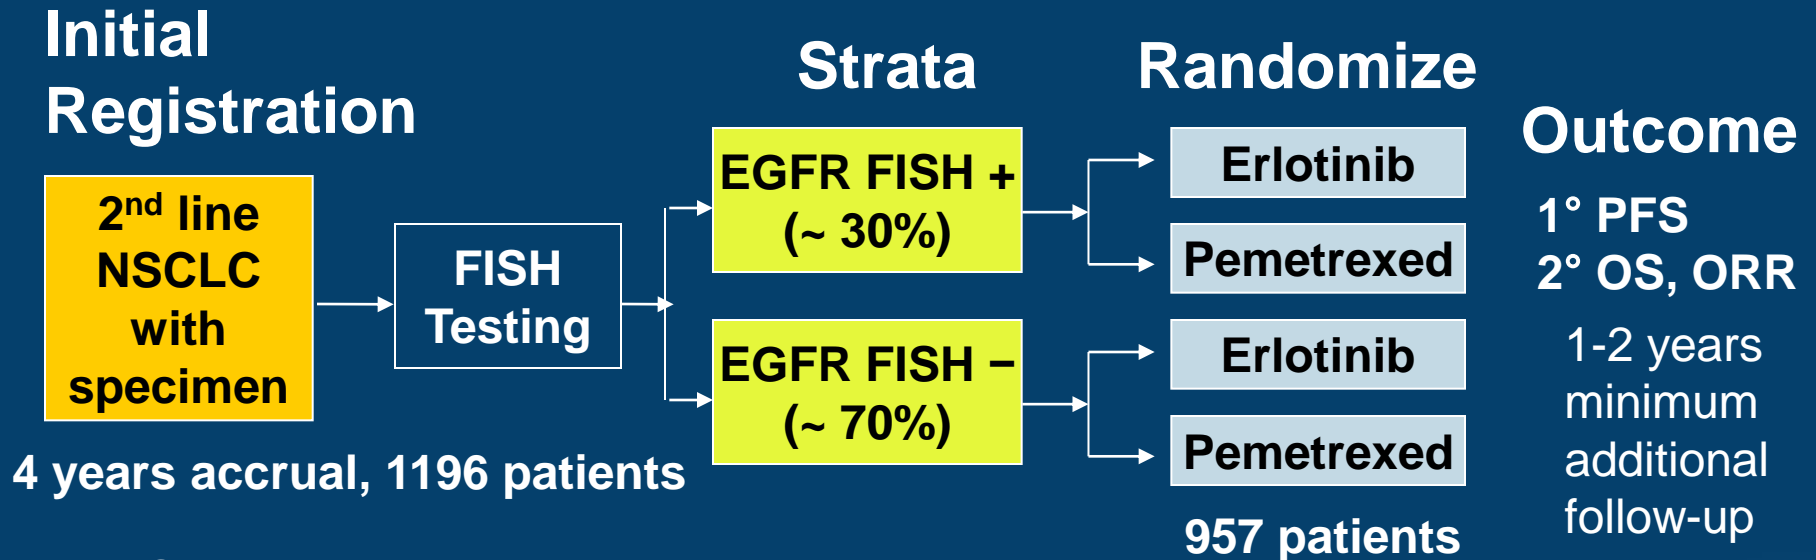 Initial
Registration
2nd line
NSCLC
with
specimen
4 years accrual, 1196 patients
FISH
Testing
Strata
EGFR FISH +
(~ 30%)
EGFR FISH −
(~ 70%)
Randomize
Erlotinib
Pemetrexed
Erlotinib
Pemetrexed
957 patients
Outcome
1° PFS
2° OS, ORR
1-2 years
minimum
additional
follow-up